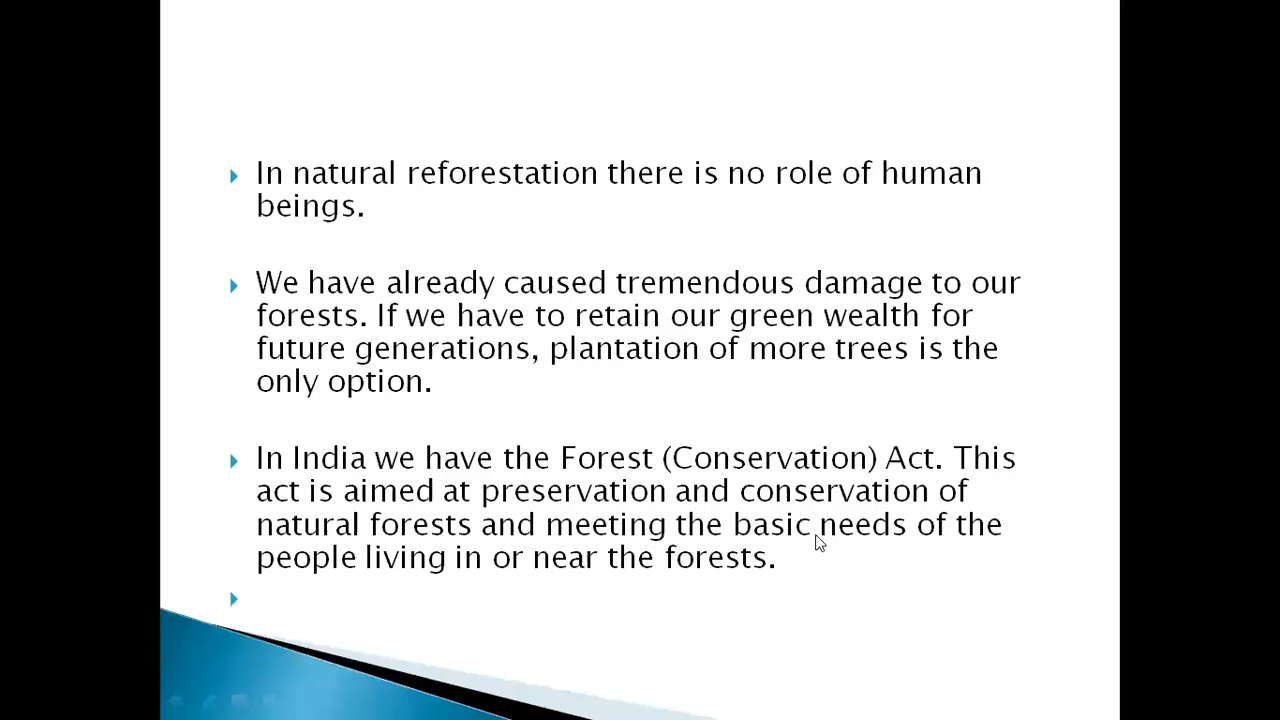 In natural reforestation there is no role of human
beings.
We have already caused tremendous damage to our
forests. If we have to retain our green wealth for
future generations, plantation of more trees is the
only option.
In India we have the Forest (Conservation) Act. This
act is aimed at preservation and conservation of
natural forests and meeting the basic needs of the
people living in or near the forests.